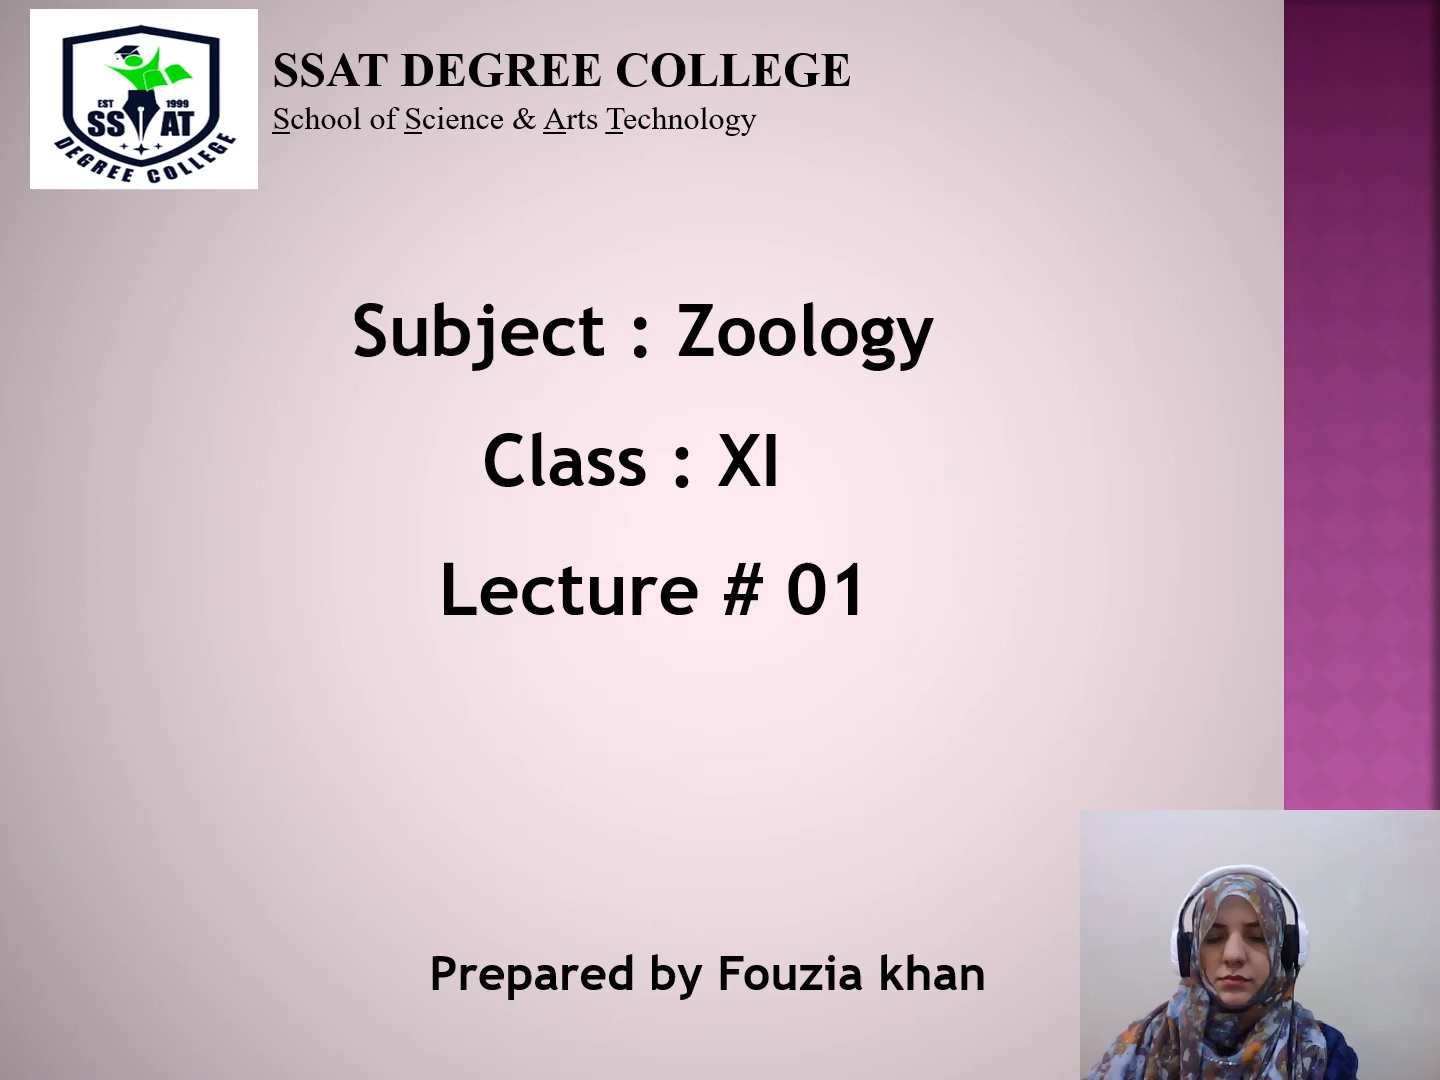 EST 1999
SS AT
DEGREE COLLEGE
SSAT DEGREE COLLEGE
School of Science & Arts Technology
Subject : Zoology
Class : XI
Lecture # 01
Prepared by Fouzia khan